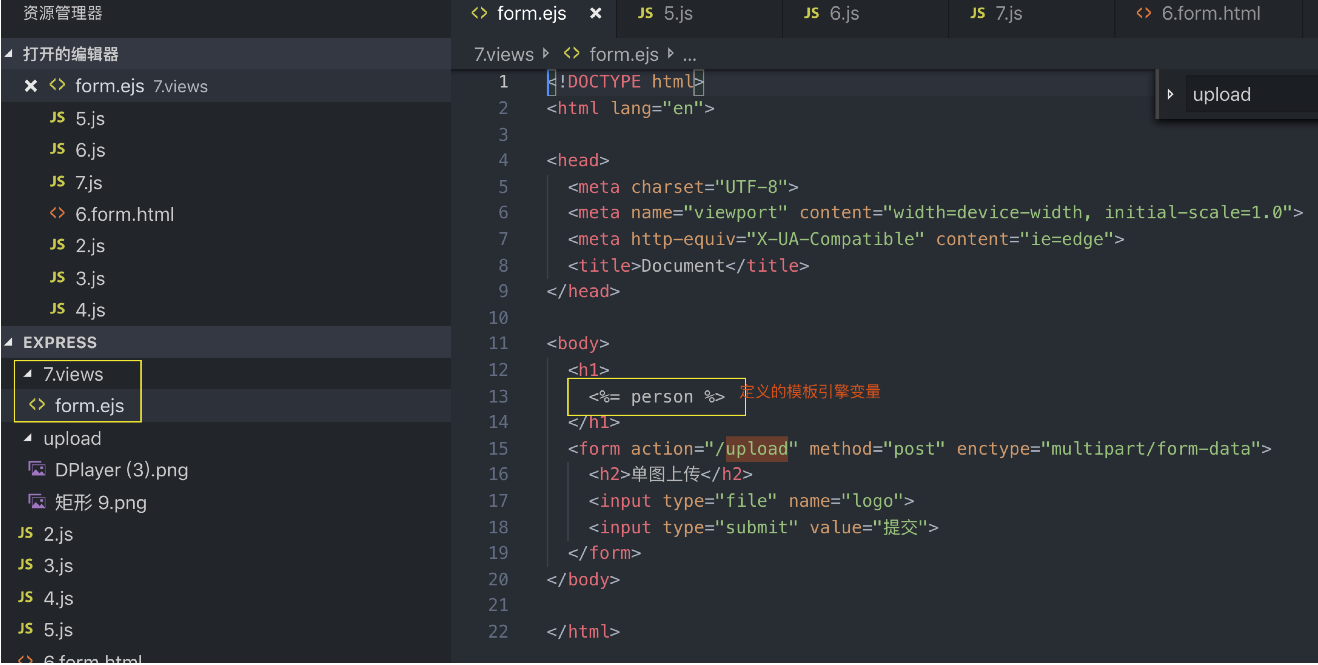 资源管理器
打开的编辑器
form.ejs 7.views
JS 5.js
JS 6.js
JS 7.js
<> 6.form.html
JS 2.js
JS 3.js
JS 4.js
EXPRESS
7.views
<> form.ejs
upload
DPlayer (3).png
矩形 9.png
JS 2.js
JS 3.js
JS 4.js
JS 5.js
<> 6.form.html
<> form.ejs × JS 5.js JS 6.js JS 7.js <> 6.form.html
7.views <> form.ejs ...
upload
1 <!DOCTYPE html>
2 <html lang="en">
3
4 <head>
5 <meta charset="UTF-8">
6 <meta name="viewport" content="width=device-width, initial-scale=1.0">
7 <meta http-equiv="X-UA-Compatible" content="ie=edge">
8 <title>Document</title>
9 </head>
10
11 <body>
12 <h1>
13 <%= person %> 定义的模板引擎变量
14 </h1>
15 <form action="/upload" method="post" enctype="multipart/form-data">
16 <h2>单图上传</h2>
17 <input type="file" name="logo">
18 <input type="submit" value="提交">
19 </form>
20 </body>
21
22 </html>